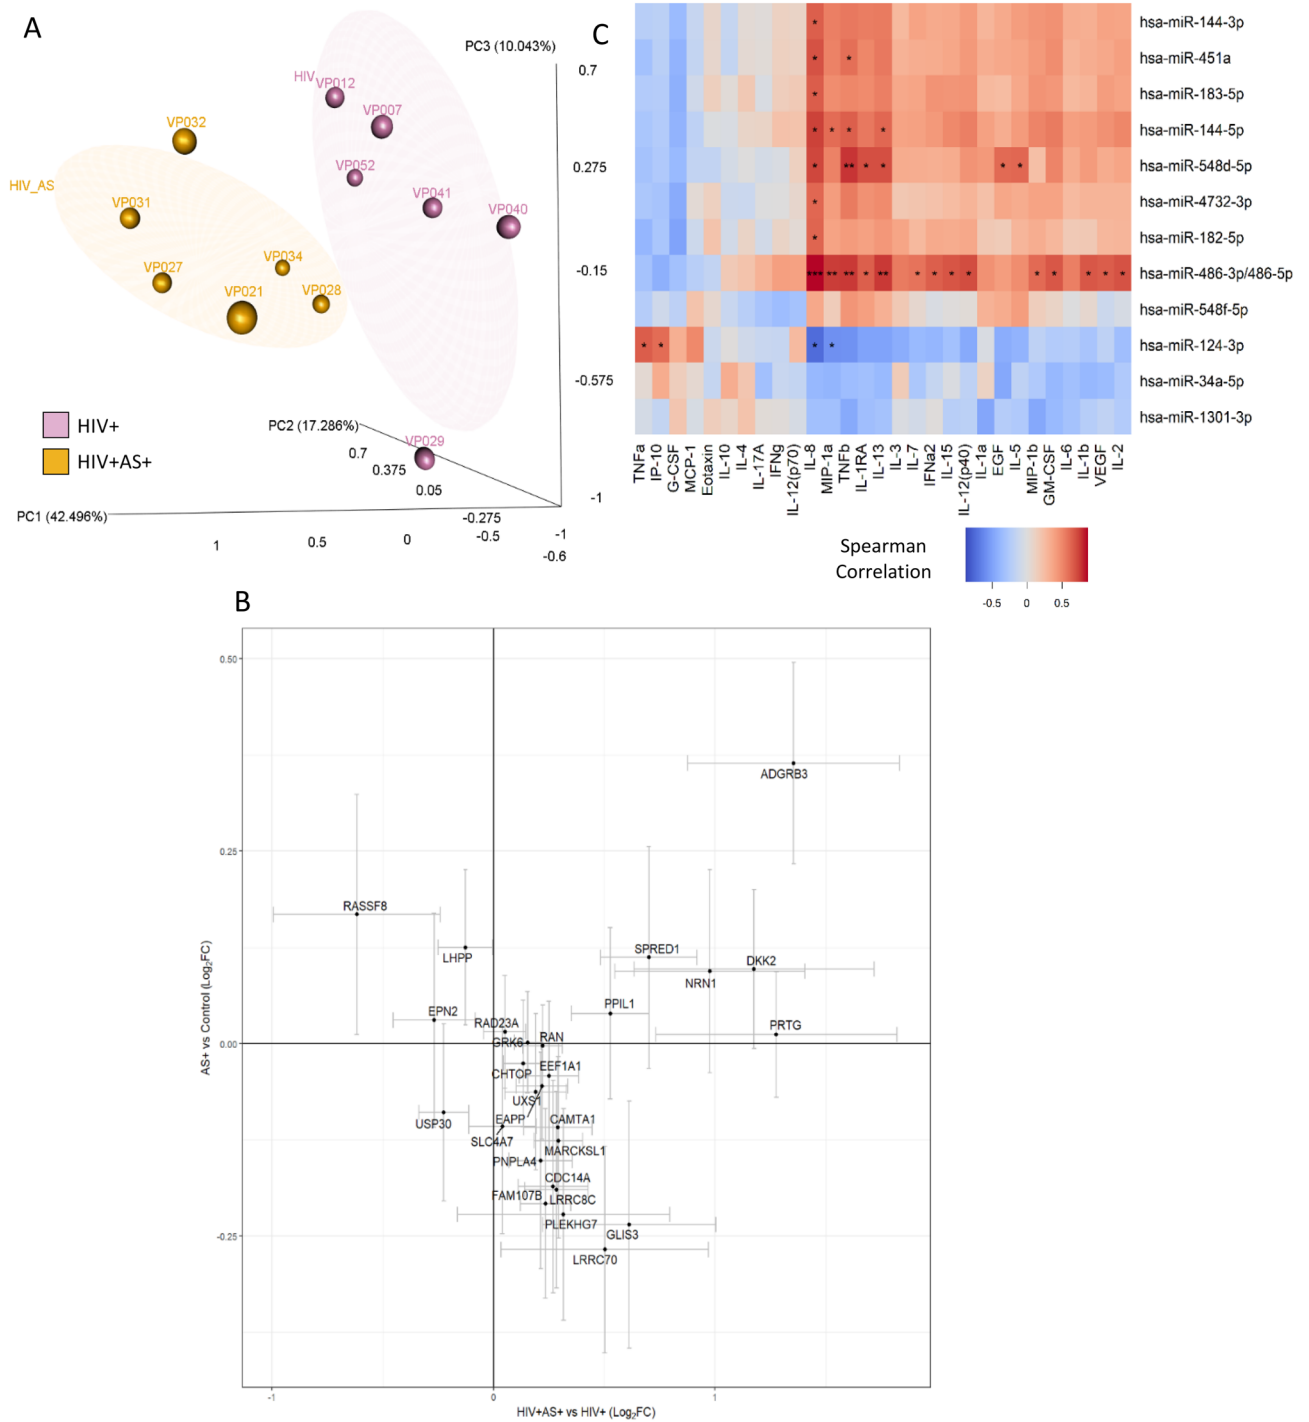 A
PC3 (10.043%)
HIV
VP012
VP007
VP032
VP052
HIV_AS
VP041
VP040
VP031
VP027
VP034
VP021
VP028
0.7
0.275
-0.15
-0.575
-1
HIV+
HIV+AS+
PC2 (17.286%)
VP029
0.7
0.375
0.05
-0.275
-0.6
PC1 (42.496%)
1
0.5
0
-0.5
-1
C
hsa-miR-144-3p
hsa-miR-451a
hsa-miR-183-5p
hsa-miR-144-5p
hsa-miR-548d-5p
hsa-miR-4732-3p
hsa-miR-182-5p
hsa-miR-486-3p/486-5p
hsa-miR-548f-5p
hsa-miR-124-3p
hsa-miR-34a-5p
hsa-miR-1301-3p
TNFa
IP-10
G-CSF
MCP-1
Eotaxin
IL-10
IL-4
IL-17A
IFNg
IL-12(p70)
IL-8
MIP-1a
TNFb
IL-1RA
IL-13
IL-3
IL-7
IFNa2
IL-15
IL-12(p40)
IL-1a
EGF
IL-5
MIP-1b
GM-CSF
IL-6
IL-1b
VEGF
IL-2
Spearman
Correlation
-0.5 0 0.5
B
AS+ vs Control (Log2FC)
0.50
0.25
0.00
-0.25
ADGRB3
RASSF8
LHPP
SPRED1
DKK2
NRN1
EPN2
PPIL1
PRTG
RAD23A
GRK6
RAN
CHTOP
EEF1A1
UXS1
USP30
EAPP
CAMTA1
SLC4A7
MARCKSL1
PNPLA4
CDC14A
FAM107B
LRRC8C
PLEKHG7
GLIS3
LRRC70
-1 0 1
HIV+AS+ vs HIV+ (Log2FC)